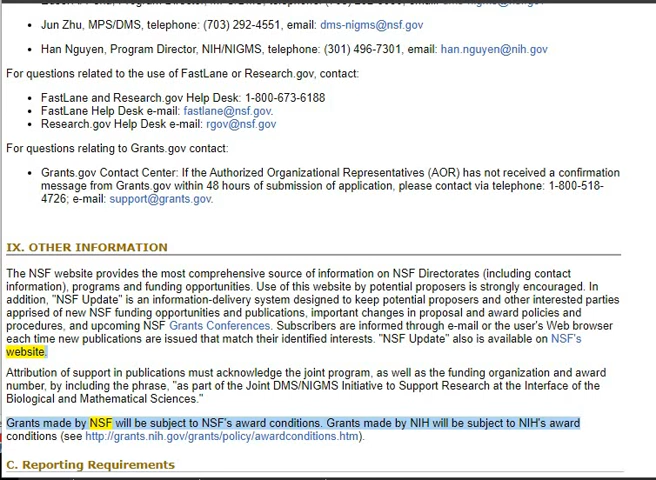 Jun Zhu, MPS/DMS, telephone: (703) 292-4551, email: dms-nigms@nsf.gov
Han Nguyen, Program Director, NIH/NIGMS, telephone: (301) 496-7301, email: han.nguyen@nih.gov
For questions related to the use of FastLane or Research.gov, contact:
FastLane and Research.gov Help Desk: 1-800-673-6188
FastLane Help Desk e-mail: fastlane@nsf.gov.
Research.gov Help Desk e-mail: rgov@nsf.gov
For questions relating to Grants.gov contact:
Grants.gov Contact Center: If the Authorized Organizational Representatives (AOR) has not received a confirmation
message from Grants.gov within 48 hours of submission of application, please contact via telephone: 1-800-518-
4726; e-mail: support@grants.gov.
IX. OTHER INFORMATION
The NSF website provides the most comprehensive source of information on NSF Directorates (including contact
information), programs and funding opportunities. Use of this website by potential proposers is strongly encouraged. In
addition, "NSF Update" is an information-delivery system designed to keep potential proposers and other interested parties
apprised of new NSF funding opportunities and publications, important changes in proposal and award policies and
procedures, and upcoming NSF Grants Conferences. Subscribers are informed through e-mail or the user's Web browser
each time new publications are issued that match their identified interests. "NSF Update" also is available on NSF's
website.
Attribution of support in publications must acknowledge the joint program, as well as the funding organization and award
number, by including the phrase, "as part of the Joint DMS/NIGMS Initiative to Support Research at the Interface of the
Biological and Mathematical Sciences."
Grants made by NSF will be subject to NSF's award conditions. Grants made by NIH will be subject to NIH's award
conditions (see http://grants.nih.gov/grants/policy/awardconditions.htm).
C. Reporting Requirements